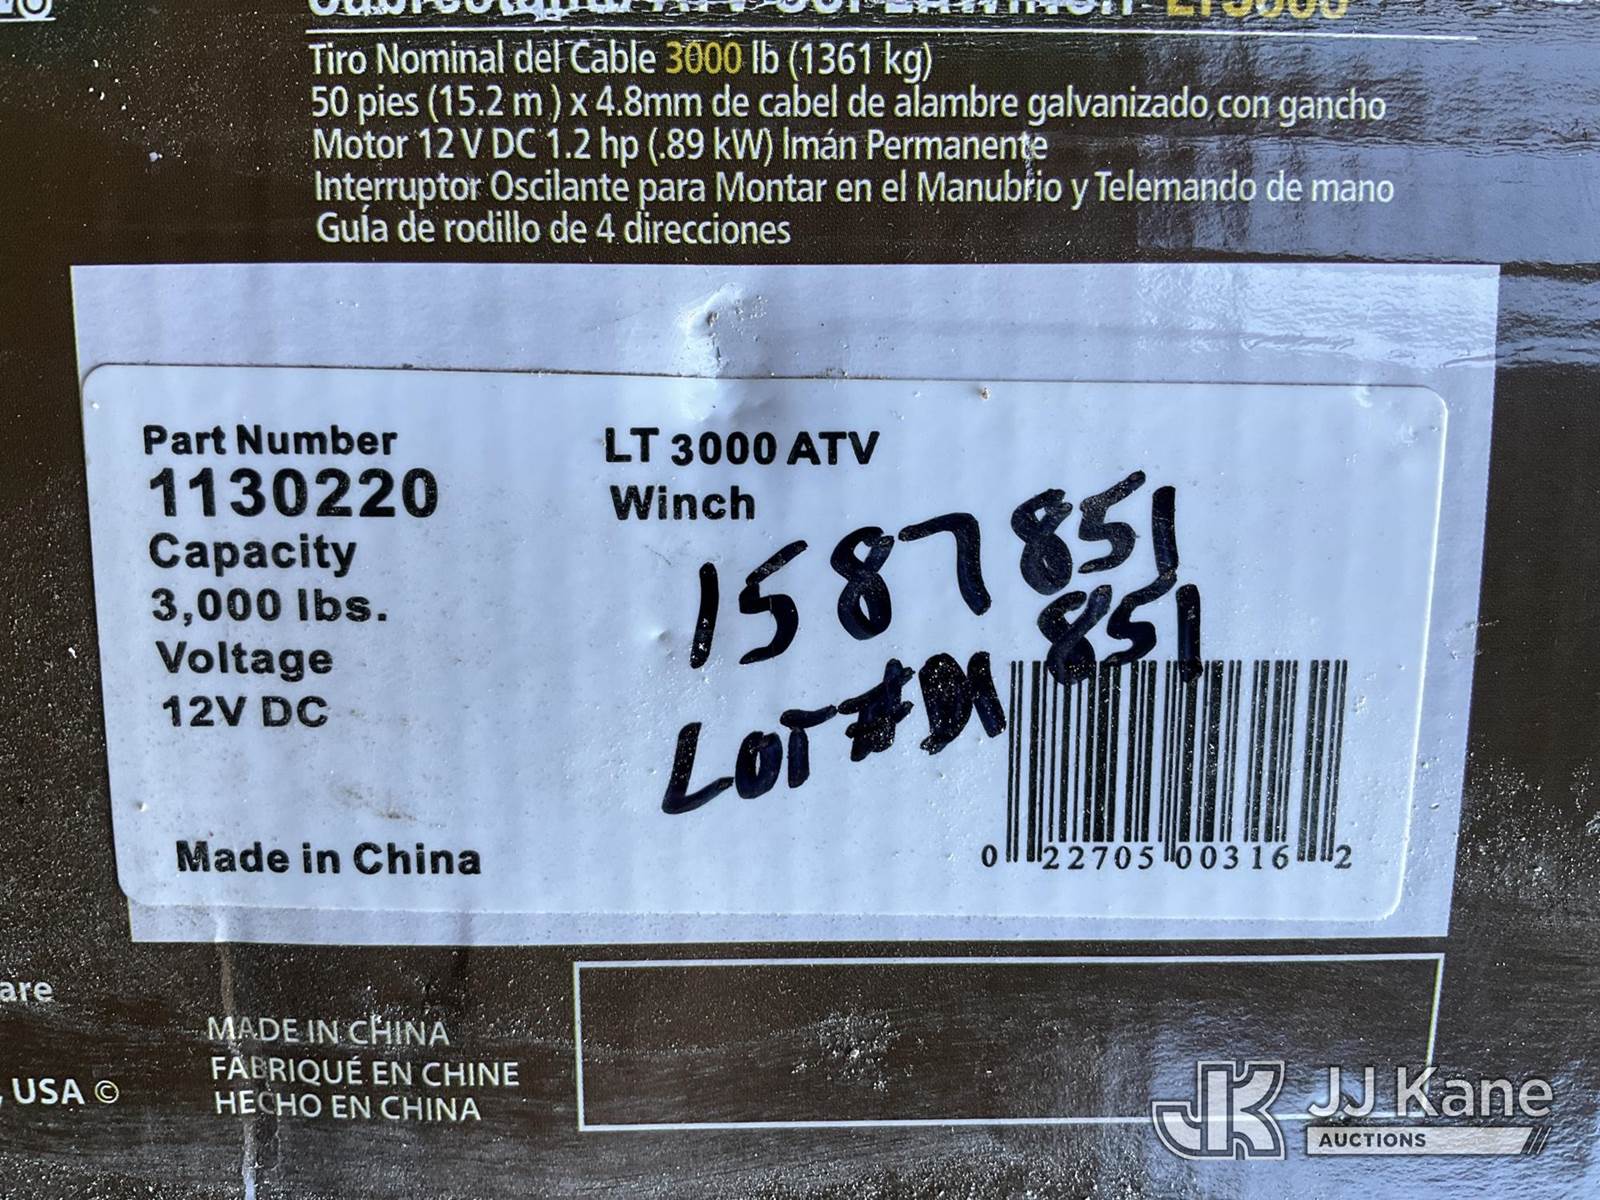 LT3000
Tiro Nominal del Cable 3000 lb (1361 kg)
50 pies (15.2 m ) x 4.8mm de cabel de alambre galvanizado con gancho
Motor 12 V DC 1.2 hp (.89 kW) Imán Permanente
Interruptor Oscilante para Montar en el Manubrio y Telemando de mano
Guía de rodillo de 4 direcciones
Part Number
1130220
Capacity
3,000 lbs.
Voltage
12V DC
Made in China
LT 3000 ATV
Winch
1587851
LOT # 851
0 22705 00316 2
are
, USA ©
MADE IN CHINA
FABRIQUÉ EN CHINE
HECHO EN CHINA
JK JJ Kane
AUCTIONS